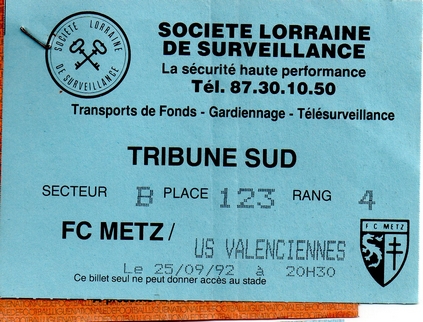 SOCIETE LORRAINE
DE SURVEILLANCE
SOCIETE LORRAINE DE SURVEILLANCE
La sécurité haute performance
Tél. 87.30.10.50
Transports de Fonds - Gardiennage - Télésurveillance
TRIBUNE SUD
SECTEUR B PLACE 123 RANG 4
FC METZ / US VALENCIENNES
FC METZ
Le 25/09/92 à 20H30
Ce billet seul ne peut donner accès au stade